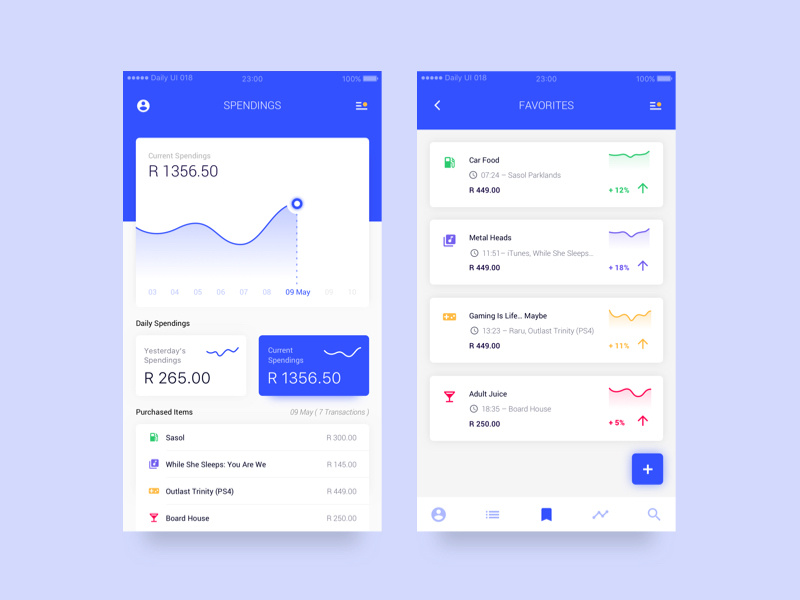 Daily UI 018 23:00 100%
SPENDINGS
Current Spendings
R 1356.50
03 04 05 06 07 08 09 May 09 10
Daily Spendings
Yesterday's
Spendings
R 265.00
Current
Spendings
R 1356.50
Purchased Items 09 May ( 7 Transactions )
Sasol R 300.00
While She Sleeps: You Are We R 145.00
Outlast Trinity (PS4) R 449.00
Board House R 250.00
Daily UI 018 23:00 100%
FAVORITES
Car Food
07:24 – Sasol Parklands
R 449.00 + 12%
Metal Heads
11:51– iTunes, While She Sleeps...
R 449.00 + 18%
Gaming Is Life... Maybe
13:23 – Raru, Outlast Trinity (PS4)
R 449.00 + 11%
Adult Juice
18:35 – Board House
R 250.00 + 5%